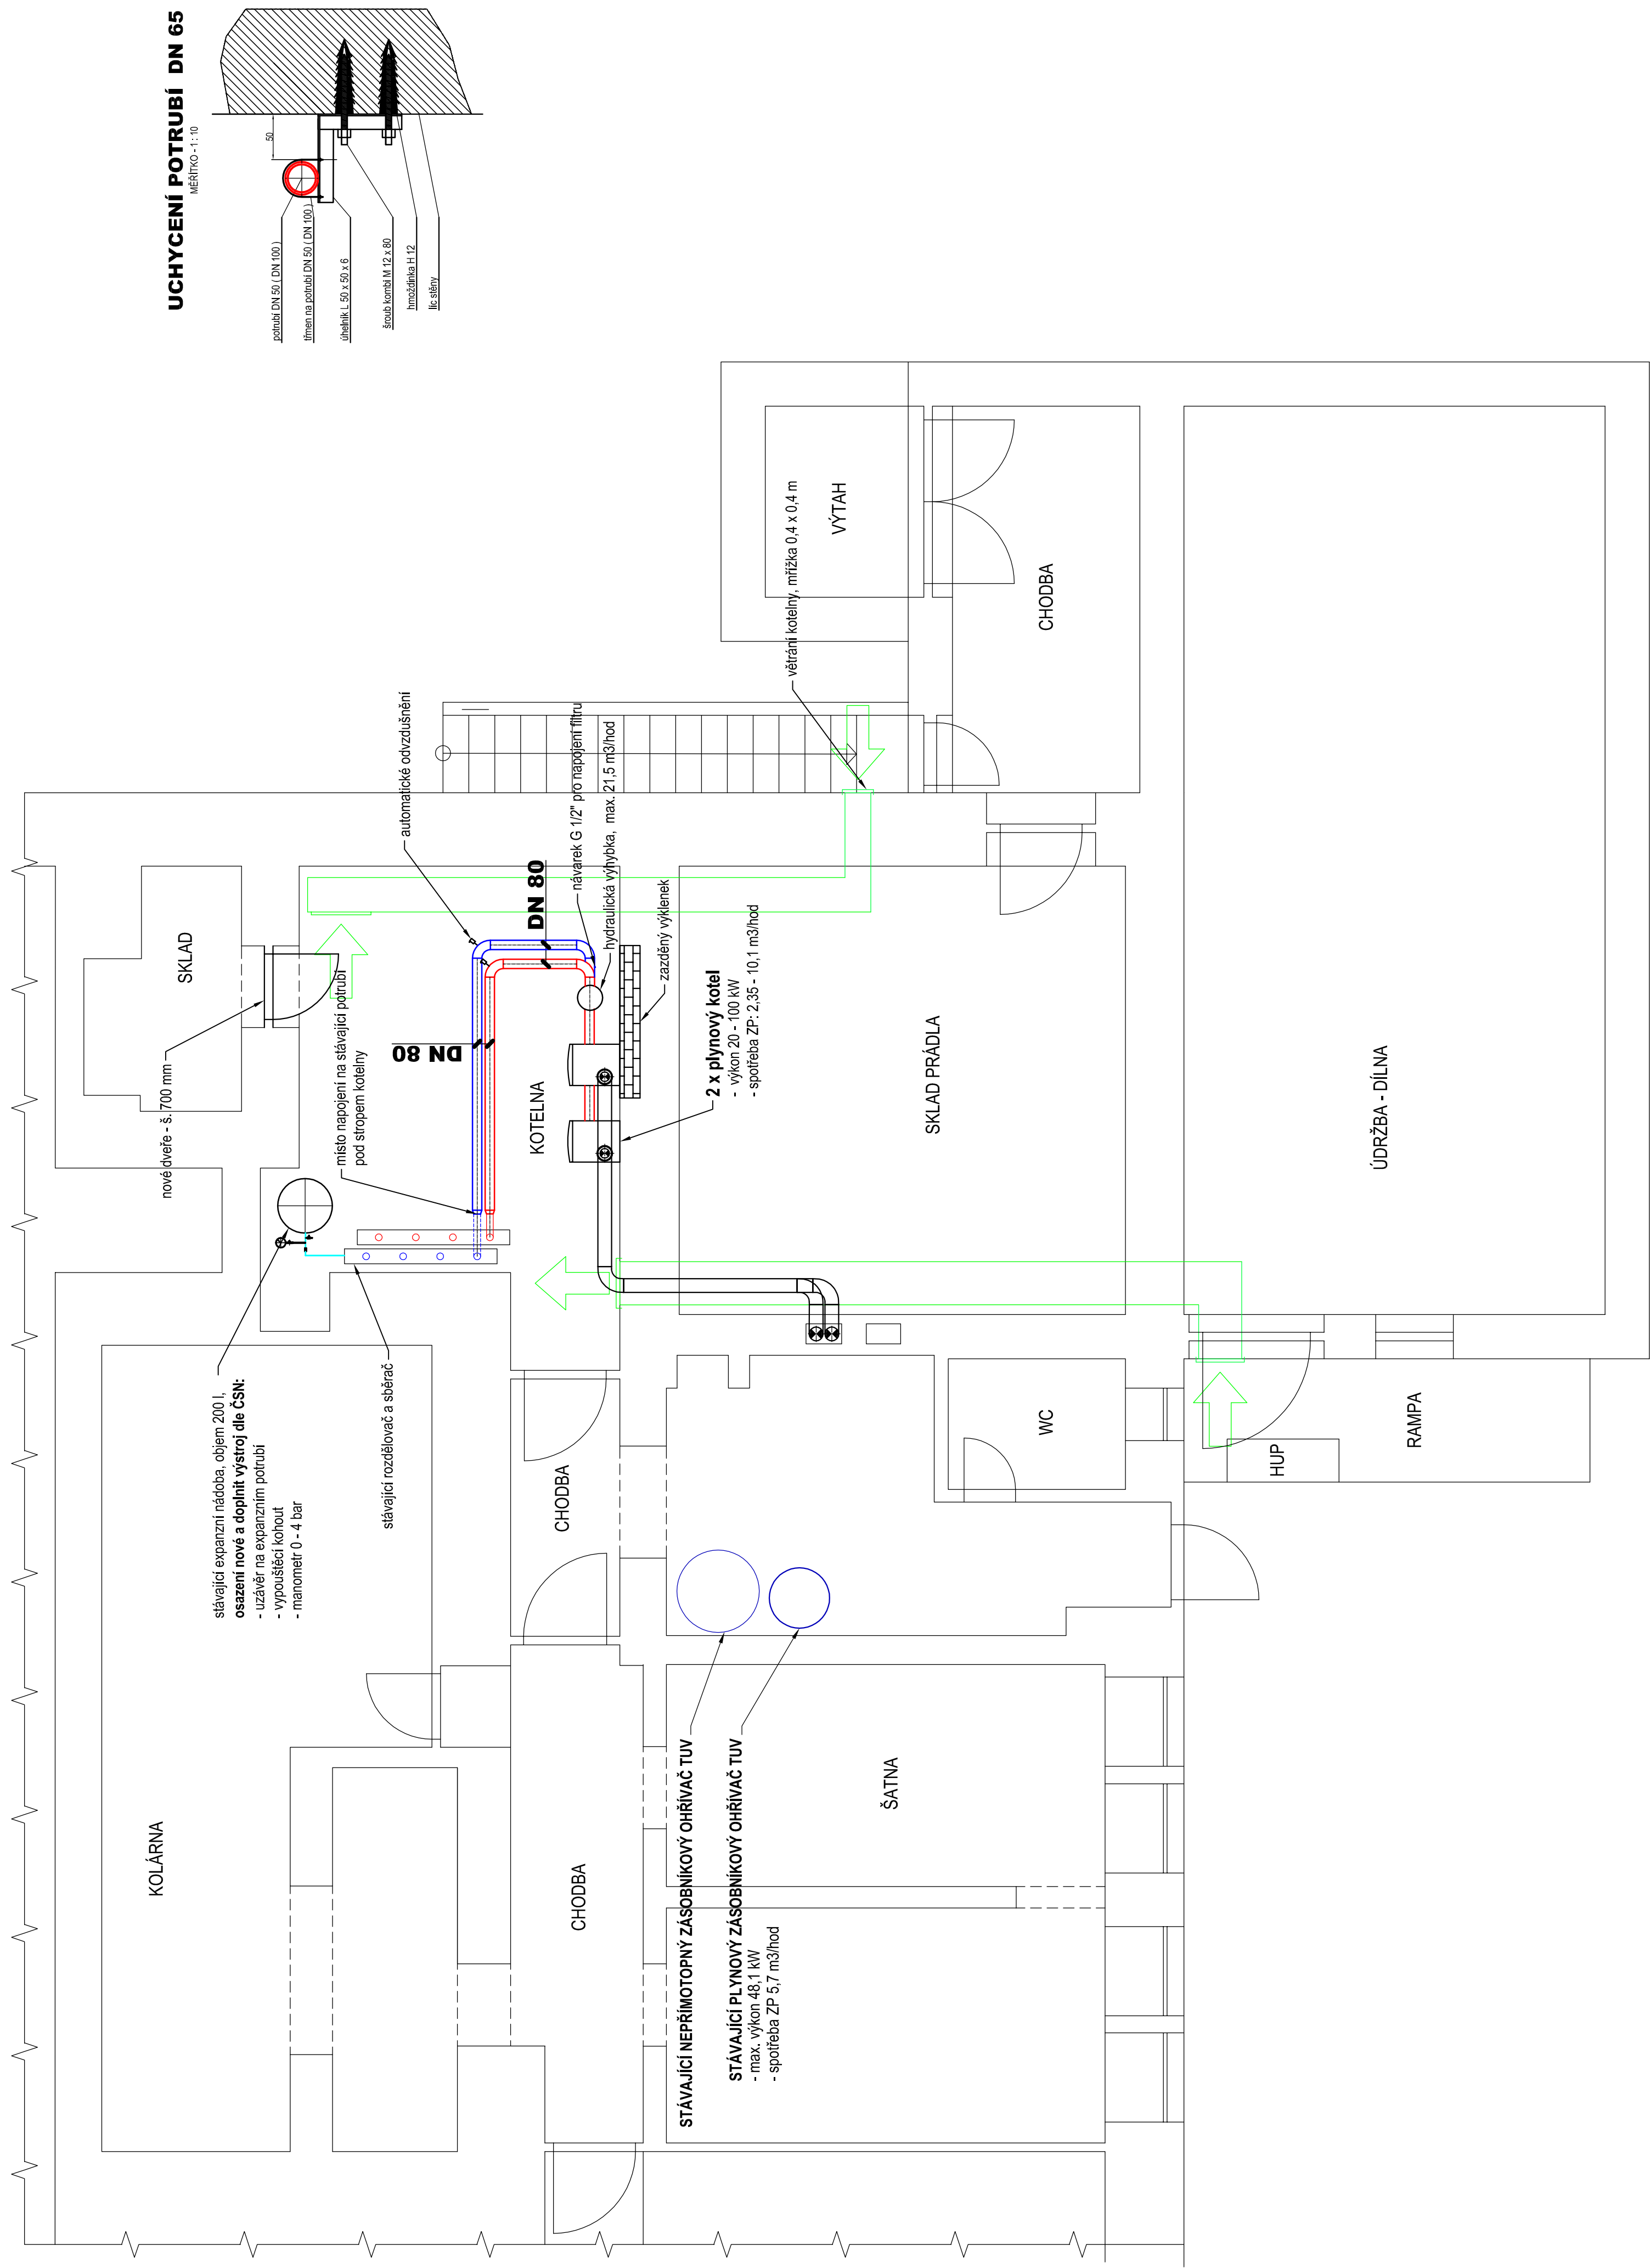 UCHYCENÍ POTRUBÍ DN 65
MĚŘÍTKO - 1 : 10
50
potrubí DN 50 ( DN 100 )
třmen na potrubí DN 50 ( DN 100 )
úhelník L 50 x 50 x 6
šroub kombi M 12 x 80
hmoždinka H 12
líc stěny
KOLÁRNA
SKLAD
nové dveře - š. 700 mm
stávající expanzní nádoba, objem 200 l,
osazení nové a doplnit výstroj dle ČSN:
- uzávěr na expanzním potrubí
- vypouštěcí kohout
- manometr 0 - 4 bar
místo napojení na stávající potrubí
pod stropem kotelny
stávající rozdělovač a sběrač
automatické odvzdušnění
DN 80
DN 80
KOTELNA
CHODBA
CHODBA
návarek G 1/2" pro napojení filtru
hydraulická výhybka, max. 21,5 m3/hod
zazděný výklenek
2 x plynový kotel
- výkon 20 - 100 kW
- spotřeba ZP: 2,35 - 10,1 m3/hod
větrání kotelny, mřížka 0,4 x 0,4 m
VÝTAH
CHODBA
SKLAD PRÁDLA
STÁVAJÍCÍ NEPŘÍMOTOPNÝ ZÁSOBNÍKOVÝ OHŘÍVAČ TUV
STÁVAJÍCÍ PLYNOVÝ ZÁSOBNÍKOVÝ OHŘÍVAČ TUV
- max. výkon 48,1 kW
- spotřeba ZP 5,7 m3/hod
ŠATNA
WC
HUP
RAMPA
ÚDRŽBA - DÍLNA